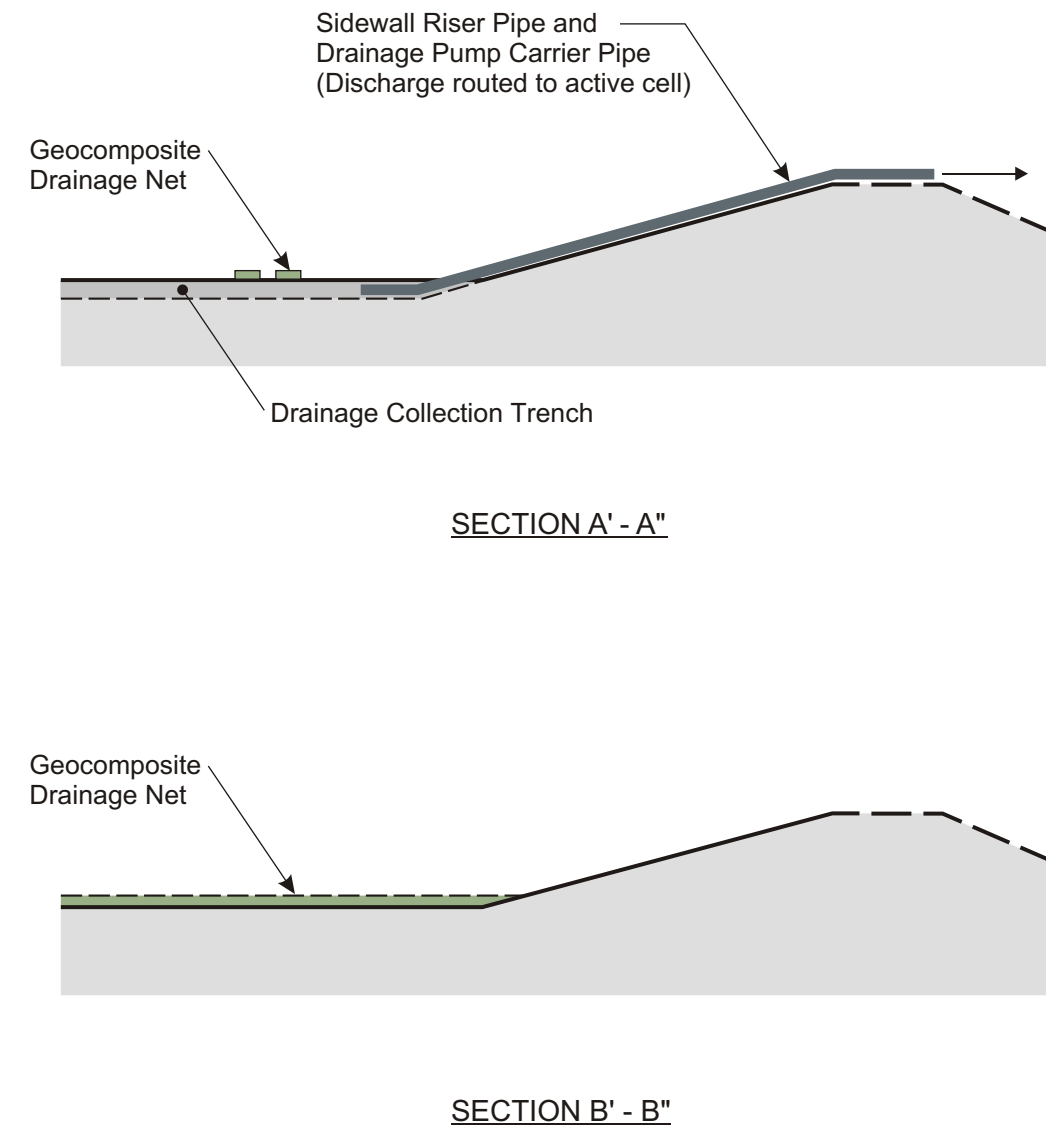 Sidewall Riser Pipe and
Drainage Pump Carrier Pipe
(Discharge routed to active cell)
Geocomposite
Drainage Net
Drainage Collection Trench
SECTION A' - A"
Geocomposite
Drainage Net
SECTION B' - B"